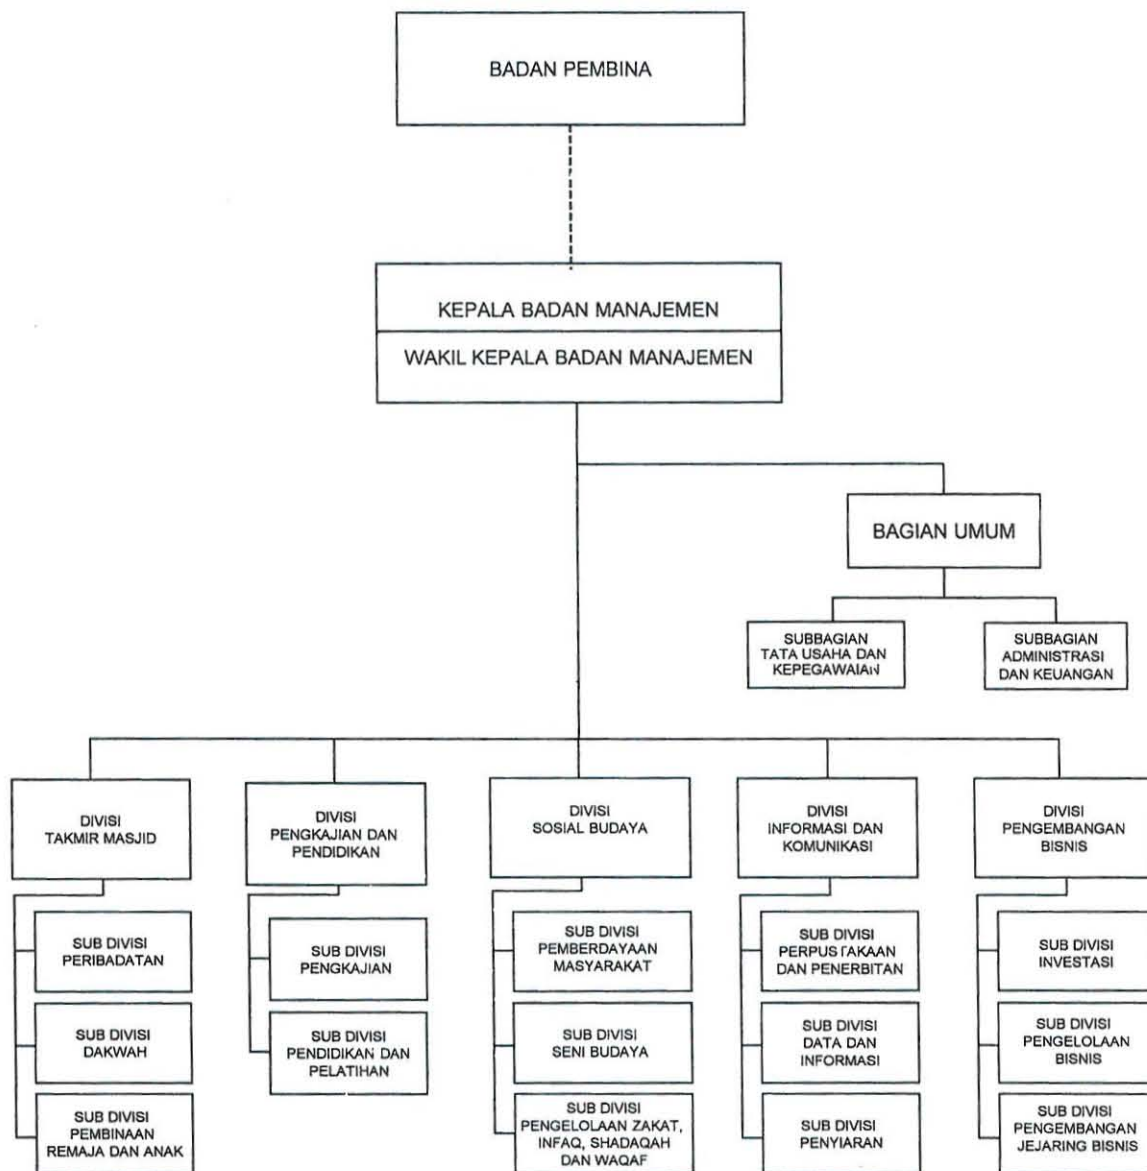 BADAN PEMBINA
KEPALA BADAN MANAJEMEN
WAKIL KEPALA BADAN MANAJEMEN
BAGIAN UMUM
SUBBAGIAN
TATA USAHA DAN
KEPEGAWAIAN
SUBBAGIAN
ADMINISTRASI
DAN KEUANGAN
DIVISI
TAKMIR MASJID
SUB DIVISI
PERIBADATAN
SUB DIVISI
DAKWAH
SUB DIVISI
PEMBINAAN
REMAJA DAN ANAK
DIVISI
PENGKAJIAN DAN
PENDIDIKAN
SUB DIVISI
PENGKAJIAN
SUB DIVISI
PENDIDIKAN DAN
PELATIHAN
DIVISI
SOSIAL BUDAYA
SUB DIVISI
PEMBERDAYAAN
MASYARAKAT
SUB DIVISI
SENI BUDAYA
SUB DIVISI
PENGELOLAAN ZAKAT,
INFAQ, SHADAQAH
DAN WAQAF
DIVISI
INFORMASI DAN
KOMUNIKASI
SUB DIVISI
PERPUSTAKAAN
DAN PENERBITAN
SUB DIVISI
DATA DAN
INFORMASI
SUB DIVISI
PENYIARAN
DIVISI
PENGEMBANGAN
BISNIS
SUB DIVISI
INVESTASI
SUB DIVISI
PENGELOLAAN
BISNIS
SUB DIVISI
PENGEMBANGAN
JEJARING BISNIS